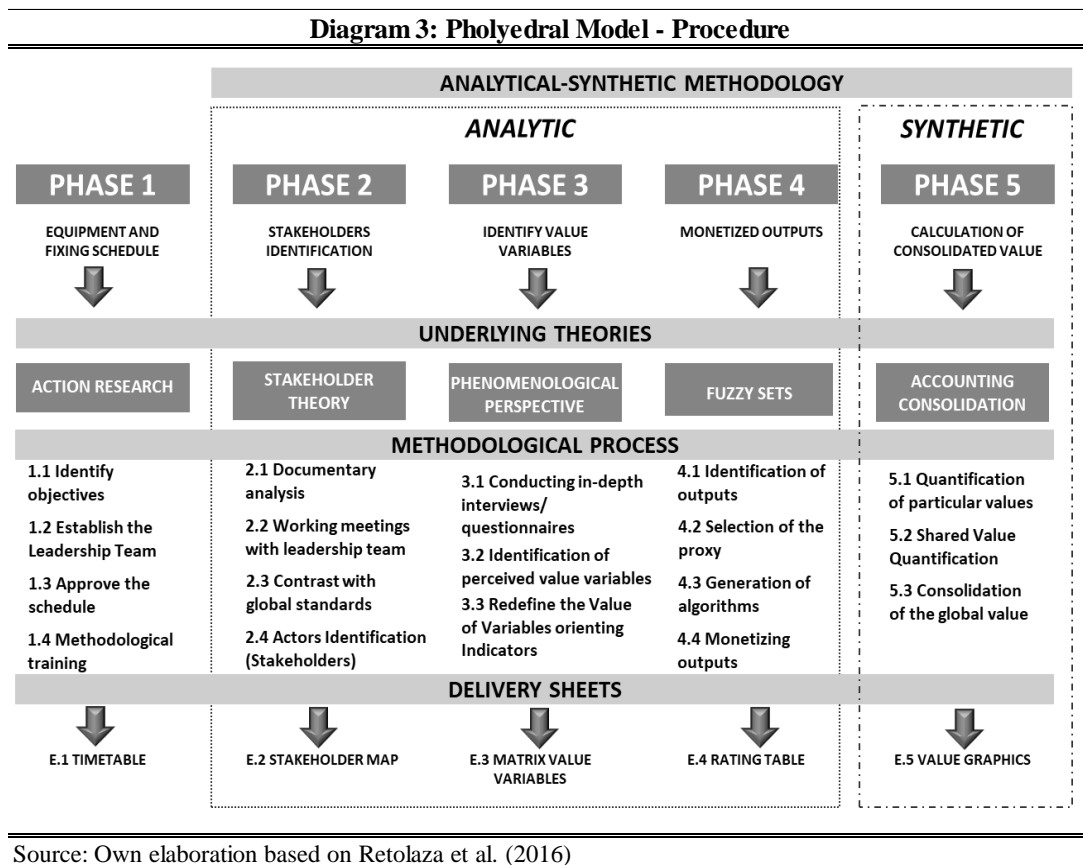 Diagram 3: Pholyedral Model - Procedure
ANALYTICAL-SYNTHETIC METHODOLOGY
ANALYTIC
SYNTHETIC
PHASE 1
PHASE 2
PHASE 3
PHASE 4
PHASE 5
EQUIPMENT AND
FIXING SCHEDULE
STAKEHOLDERS
IDENTIFICATION
IDENTIFY VALUE
VARIABLES
MONETIZED OUTPUTS
CALCULATION OF
CONSOLIDATED VALUE
UNDERLYING THEORIES
ACTION RESEARCH
STAKEHOLDER
THEORY
PHENOMENOLOGICAL
PERSPECTIVE
FUZZY SETS
ACCOUNTING
CONSOLIDATION
METHODOLOGICAL PROCESS
1.1 Identify
objectives
1.2 Establish the
Leadership Team
1.3 Approve the
schedule
1.4 Methodological
training
2.1 Documentary
analysis
2.2 Working meetings
with leadership team
2.3 Contrast with
global standards
2.4 Actors Identification
(Stakeholders)
3.1 Conducting in-depth
interviews/
questionnaires
3.2 Identification of
perceived value variables
3.3 Redefine the Value
of Variables orienting
Indicators
4.1 Identification of
outputs
4.2 Selection of the
proxy
4.3 Generation of
algorithms
4.4 Monetizing
outputs
5.1 Quantification
of particular values
5.2 Shared Value
Quantification
5.3 Consolidation
of the global value
DELIVERY SHEETS
E.1 TIMETABLE
E.2 STAKEHOLDER MAP
E.3 MATRIX VALUE
VARIABLES
E.4 RATING TABLE
E.5 VALUE GRAPHICS
Source: Own elaboration based on Retolaza et al. (2016)